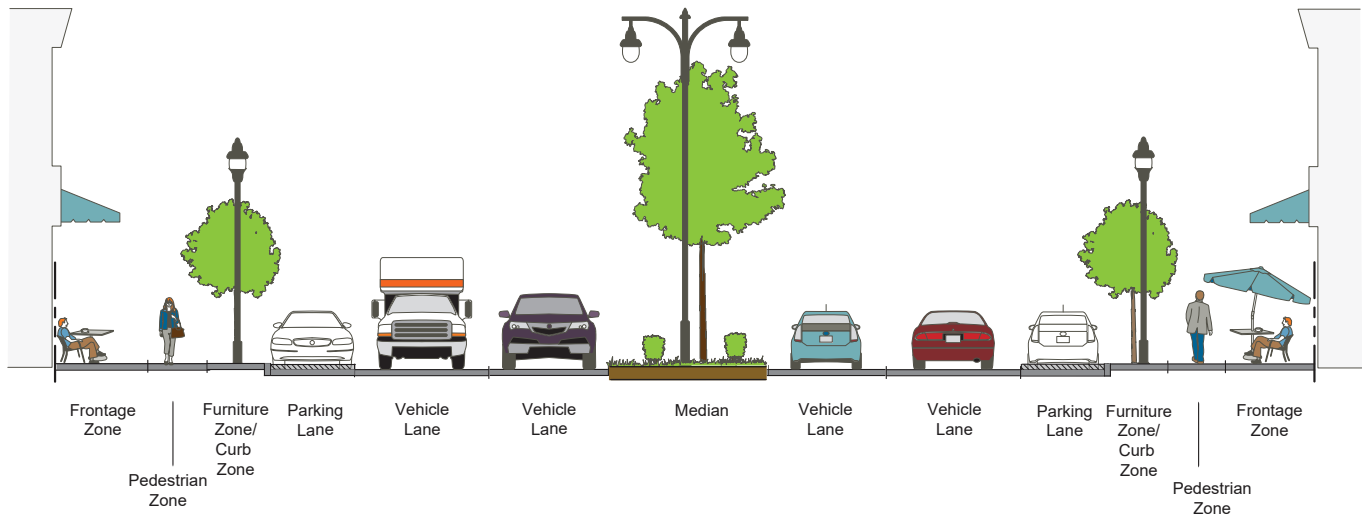 Frontage
Zone
Pedestrian
Zone
Furniture
Zone/
Curb
Zone
Parking
Lane
Vehicle
Lane
Vehicle
Lane
Median
Vehicle
Lane
Vehicle
Lane
Parking
Lane
Furniture
Zone/
Curb
Zone
Pedestrian
Zone
Frontage
Zone